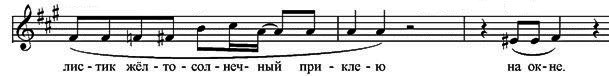 лис - тик жёл - то - сол - неч - ный при - кле - ю на ок - не.